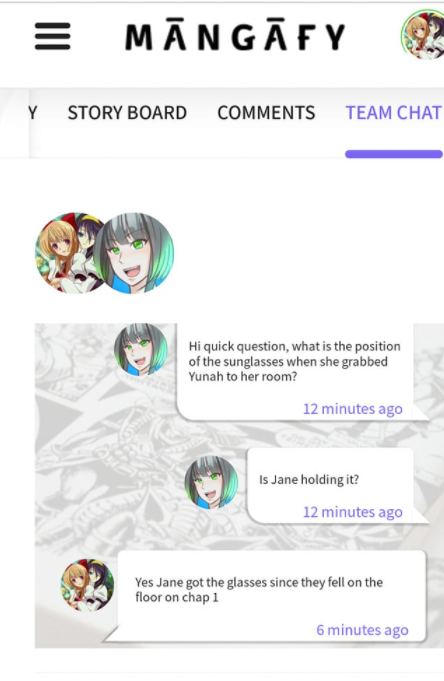 MĀNGĀFY
Y STORY BOARD COMMENTS TEAM CHAT
Hi quick question, what is the position
of the sunglasses when she grabbed
Yunah to her room?
12 minutes ago
Is Jane holding it?
12 minutes ago
Yes Jane got the glasses since they fell on the
floor on chap 1
6 minutes ago